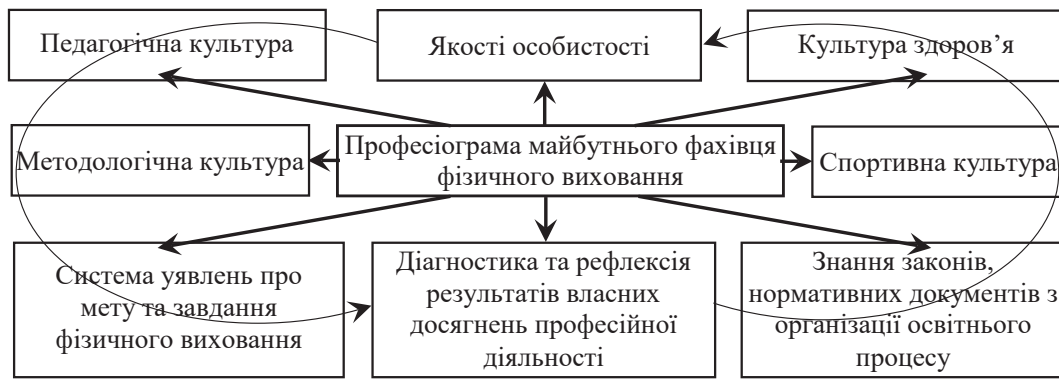 Педагогічна культура
Якості особистості
Культура здоров’я
Методологічна культура
Професіограма майбутнього фахівця
фізичного виховання
Спортивна культура
Система уявлень про
мету та завдання
фізичного виховання
Діагностика та рефлексія
результатів власних
досягнень професійної
діяльності
Знання законів,
нормативних документів з
організації освітнього
процесу